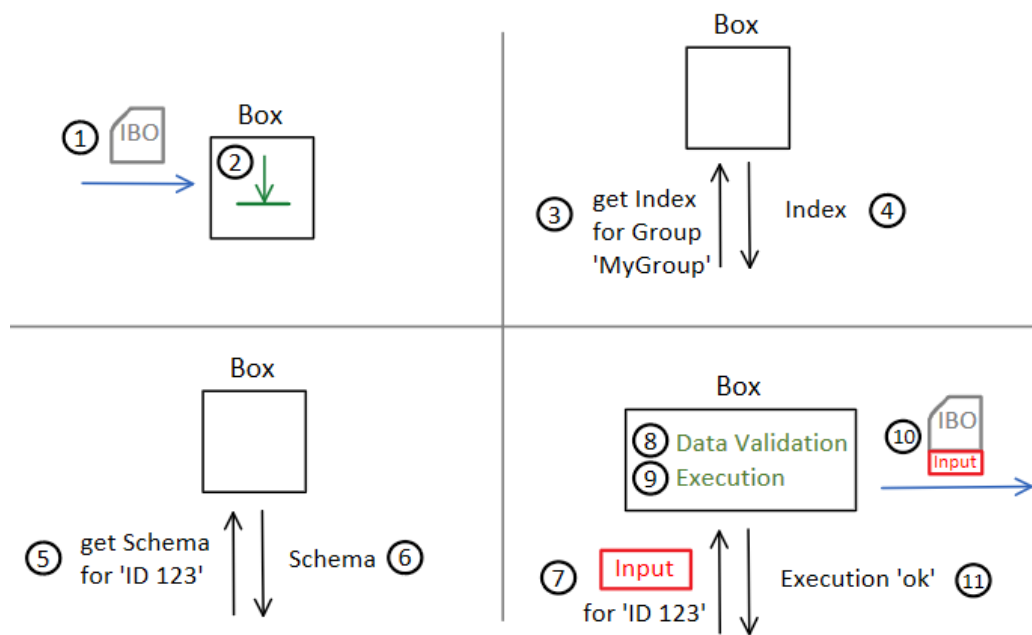 Box
1
IBO
2
Box
3
get Index
for Group
'MyGroup'
Index
4
Box
5
get Schema
for 'ID 123'
Schema
6
Box
8
Data Validation
9
Execution
10
IBO
Input
7
Input
for 'ID 123'
Execution 'ok'
11